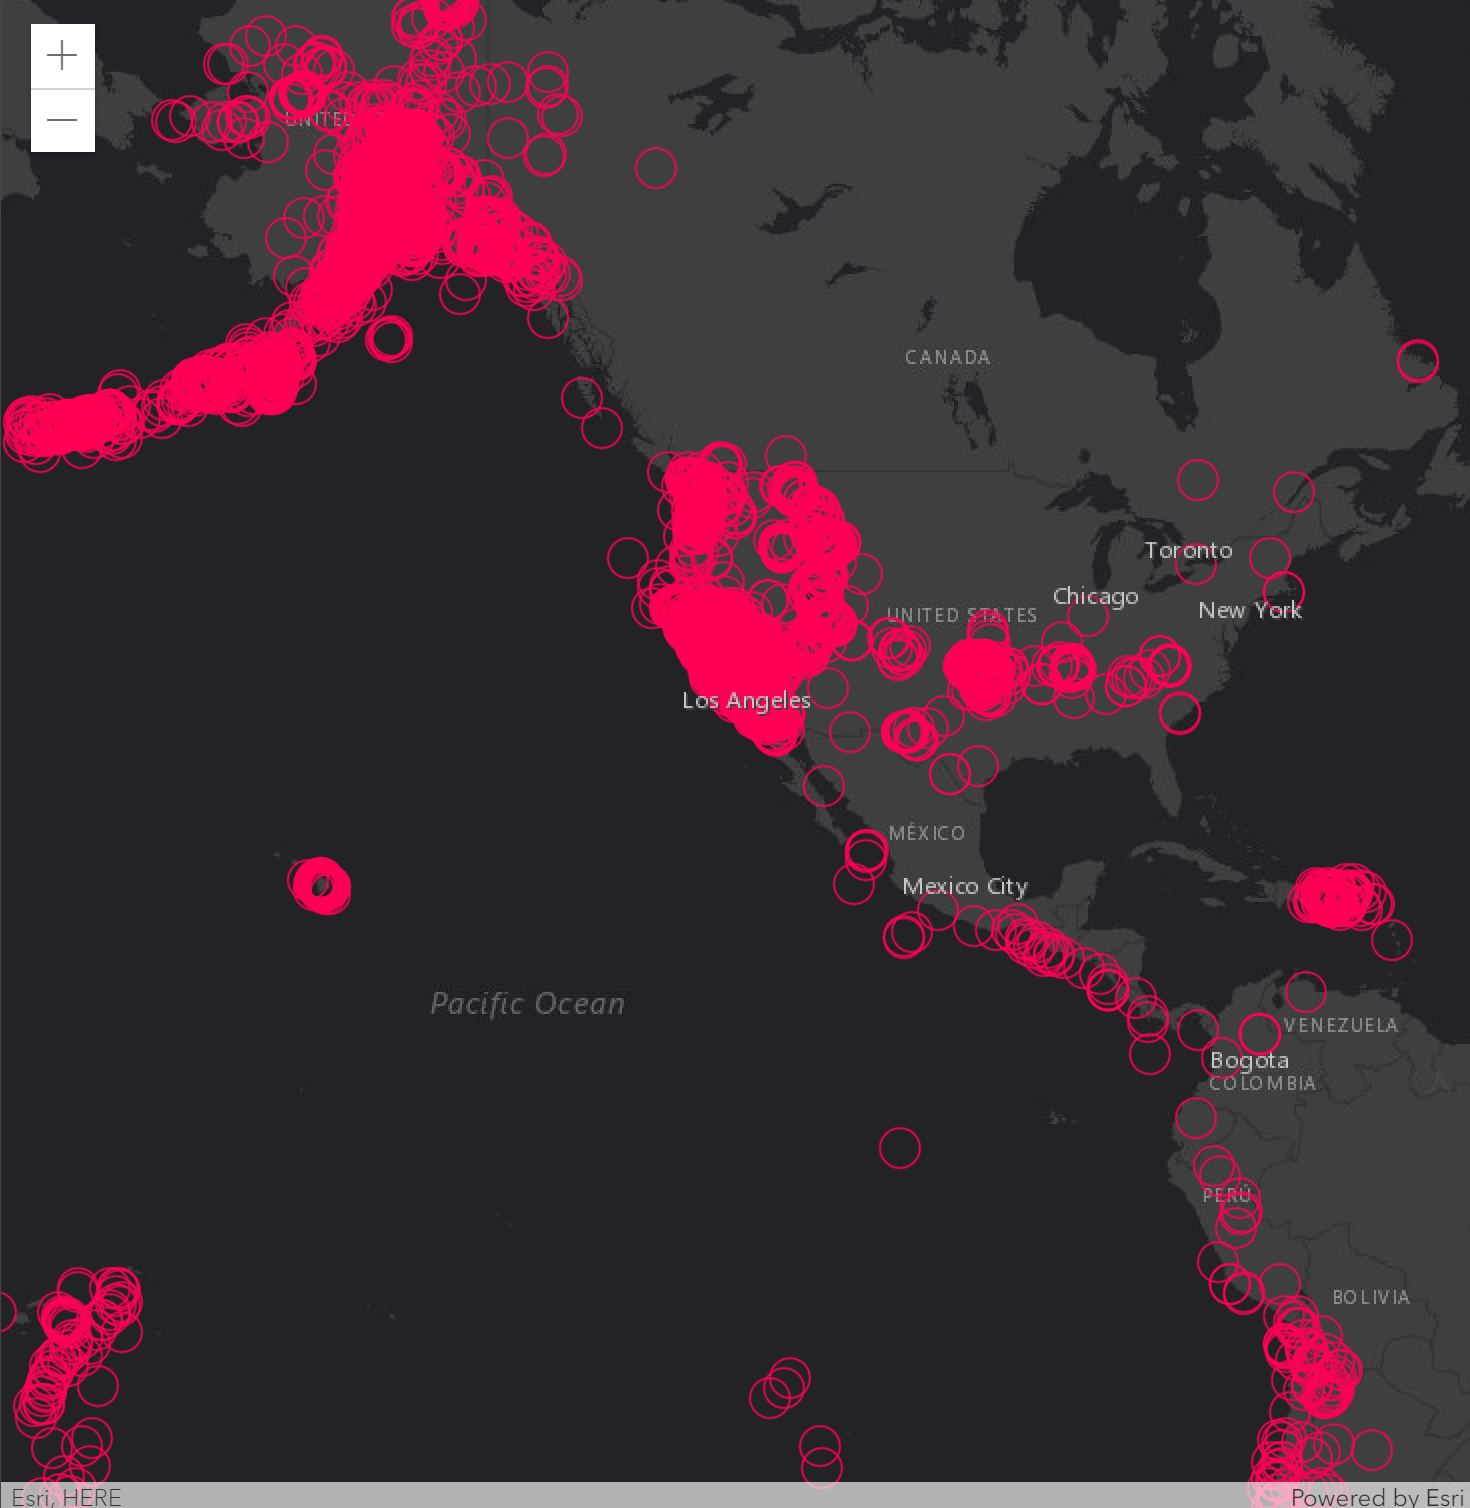 UNITED
CANADA
Toronto
Chicago
New York
UNITED STATES
Los Angeles
MÉXICO
Mexico City
Pacific Ocean
VENEZUELA
Bogota
COLOMBIA
PERÚ
BOLIVIA
Esri, HERE
Powered by Esri